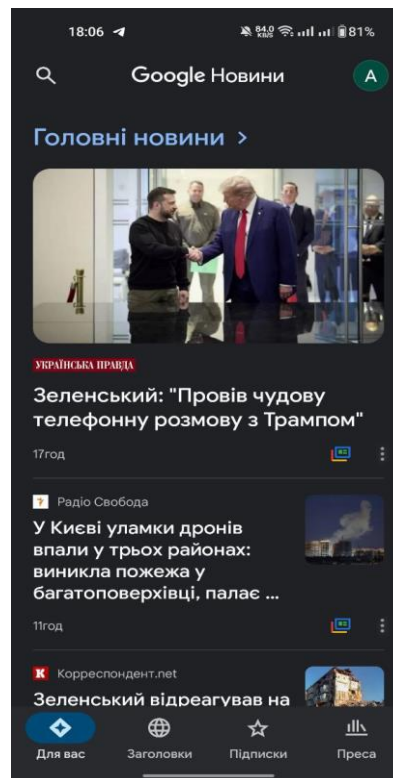 18:06
84,0
KB/S
81%
Google Новини
A
Головні новини >
УКРАЇНСЬКА ПРАВДА
Зеленський: "Провів чудову
телефонну розмову з Трампом"
17год
Радіо Свобода
У Києві уламки дронів
впали у трьох районах:
виникла пожежа у
багатоповерхівці, палає ...
11год
K Корреспондент.net
Зеленський відреагував на
Для вас
Заголовки
Підписки
Преса